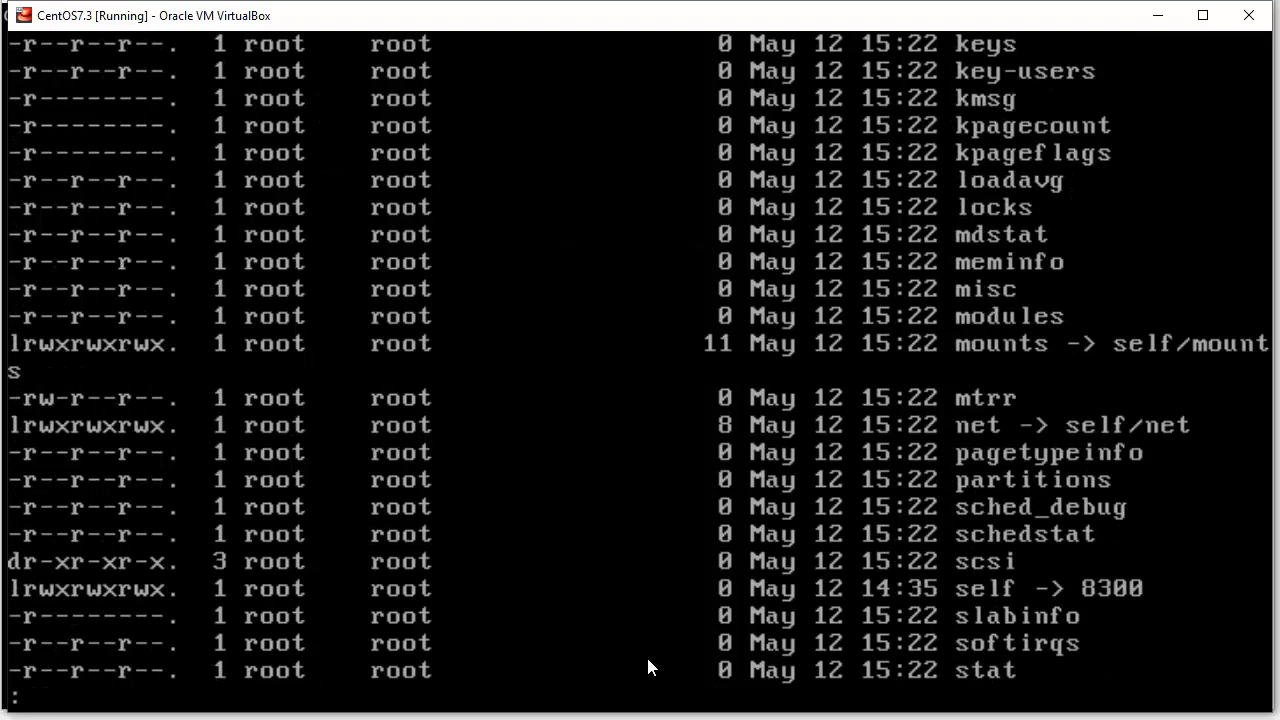 CentOS7.3 [Running] - Oracle VM VirtualBox
-r--r--r--. 1 root root 0 May 12 15:22 keys
-r--r--r--. 1 root root 0 May 12 15:22 key-users
-r--------. 1 root root 0 May 12 15:22 kmsg
-r--------. 1 root root 0 May 12 15:22 kpagecount
-r--------. 1 root root 0 May 12 15:22 kpageflags
-r--r--r--. 1 root root 0 May 12 15:22 loadavg
-r--r--r--. 1 root root 0 May 12 15:22 locks
-r--r--r--. 1 root root 0 May 12 15:22 mdstat
-r--r--r--. 1 root root 0 May 12 15:22 meminfo
-r--r--r--. 1 root root 0 May 12 15:22 misc
-r--r--r--. 1 root root 0 May 12 15:22 modules
lrwxrwxrwx. 1 root root 11 May 12 15:22 mounts -> self/mount
s
-rw-r--r--. 1 root root 0 May 12 15:22 mtrr
lrwxrwxrwx. 1 root root 8 May 12 15:22 net -> self/net
-r--r--r--. 1 root root 0 May 12 15:22 pagetypeinfo
-r--r--r--. 1 root root 0 May 12 15:22 partitions
-r--r--r--. 1 root root 0 May 12 15:22 sched_debug
-r--r--r--. 1 root root 0 May 12 15:22 schedstat
dr-xr-xr-x. 3 root root 0 May 12 15:22 scsi
lrwxrwxrwx. 1 root root 0 May 12 14:35 self -> 8300
-r--------. 1 root root 0 May 12 15:22 slabinfo
-r--r--r--. 1 root root 0 May 12 15:22 softirqs
-r--r--r--. 1 root root 0 May 12 15:22 stat
: